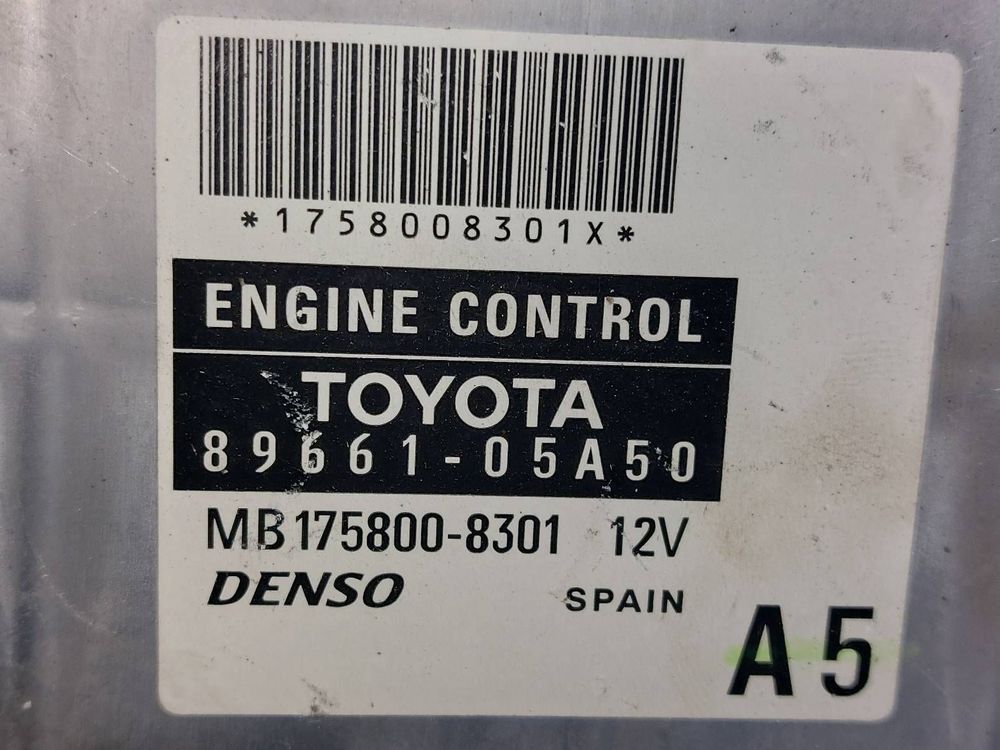 *1758008301X*
ENGINE CONTROL
TOYOTA
89661-05A50
MB175800-8301 12V
DENSO SPAIN
A5